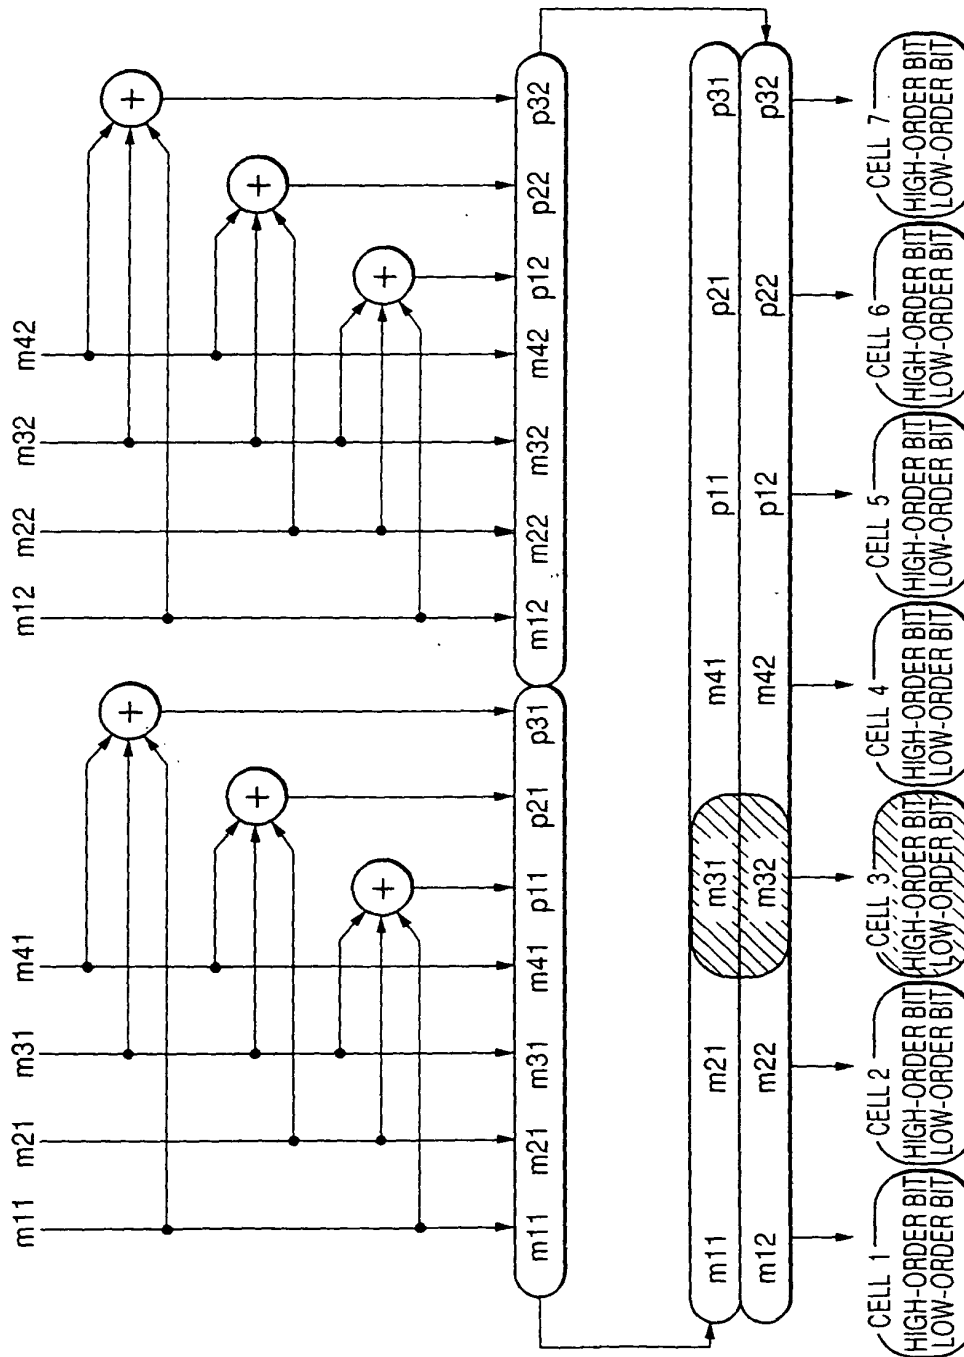 m11 m21 m31 m41 m12 m22 m32 m42
+ +
+ +
+ +
m11 m21 m31 m41 p11 p21 p31 m12 m22 m32 m42 p12 p22 p32
m11 m21 m31 m41 p11 p21 p31
m12 m22 m32 m42 p12 p22 p32
CELL 1 CELL 2 CELL 3 CELL 4 CELL 5 CELL 6 CELL 7
HIGH-ORDER BIT HIGH-ORDER BIT HIGH-ORDER BIT HIGH-ORDER BIT HIGH-ORDER BIT HIGH-ORDER BIT HIGH-ORDER BIT
LOW-ORDER BIT LOW-ORDER BIT LOW-ORDER BIT LOW-ORDER BIT LOW-ORDER BIT LOW-ORDER BIT LOW-ORDER BIT